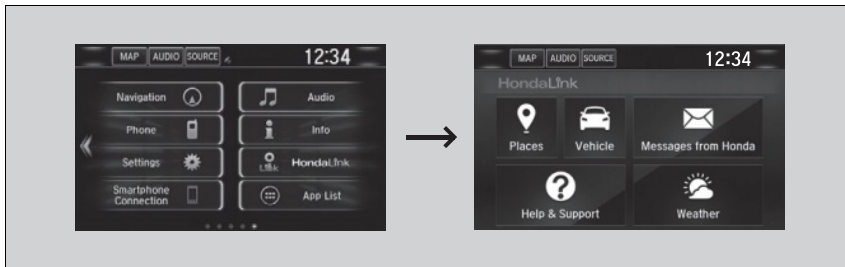 MAP AUDIO SOURCE 12:34
Navigation Audio
Phone Info
Settings Link HondaLink
Smartphone
Connection App List
MAP AUDIO SOURCE 12:34
HondaLink
Places Vehicle Messages from Honda
Help & Support Weather